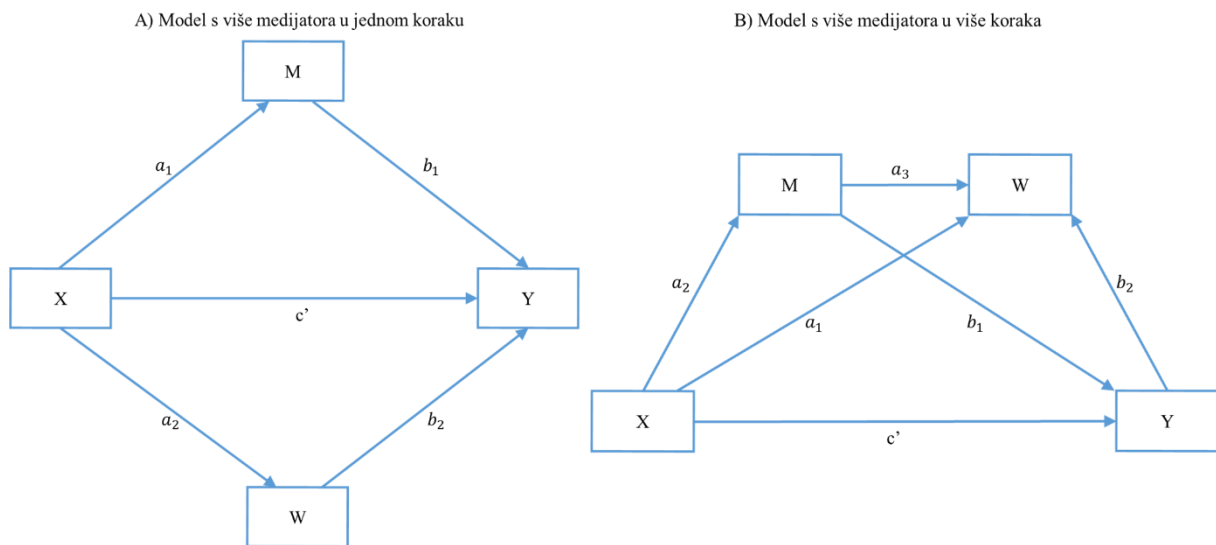 A) Model s više medijatora u jednom koraku
M
a₁
b₁
X
Y
c’
a₂
b₂
W
B) Model s više medijatora u više koraka
M
a₃
W
a₂
a₁
b₁
b₂
X
Y
c’